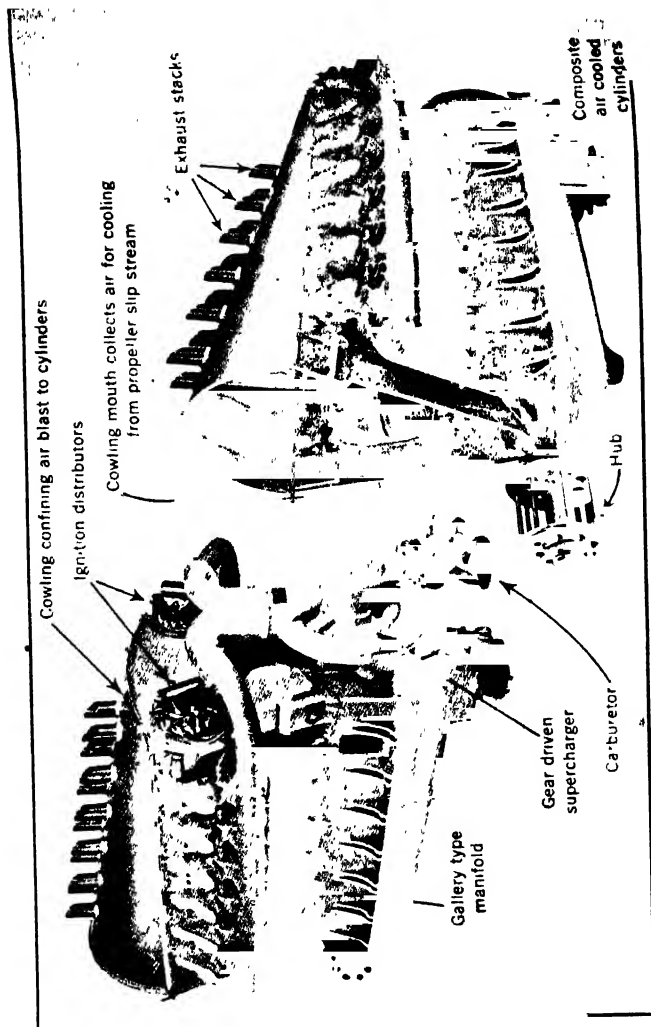 Cowling confining air blast to cylinders
Ignition distributors
Cowling mouth collects air for cooling
from propeller slip stream
Exhaust stacks
Gallery type
manifold
Gear driven
supercharger
Carburetor
Hub
Composite
air cooled
cylinders